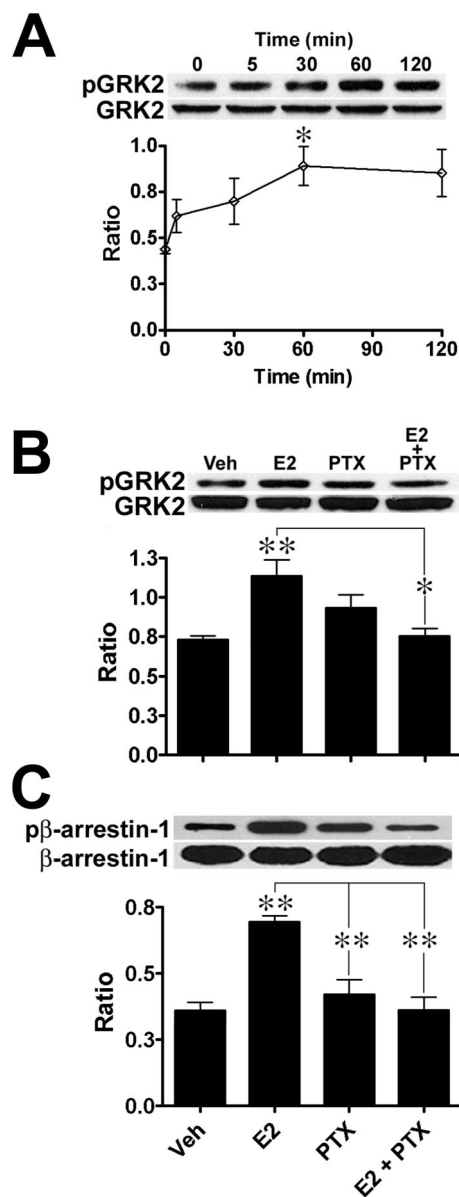 A
Time (min)
0 5 30 60 120
pGRK2
GRK2
*
1.0
0.8
0.5
0.3
0.0
Ratio
0 30 60 90 120
Time (min)
B
Veh E2 PTX E2 + PTX
pGRK2
GRK2
**
*
1.3
1.0
0.8
0.5
0.3
0.0
Ratio
C
pβ-arrestin-1
β-arrestin-1
** ** **
0.8
0.5
0.3
0.0
Ratio
Veh E2 PTX E2 + PTX